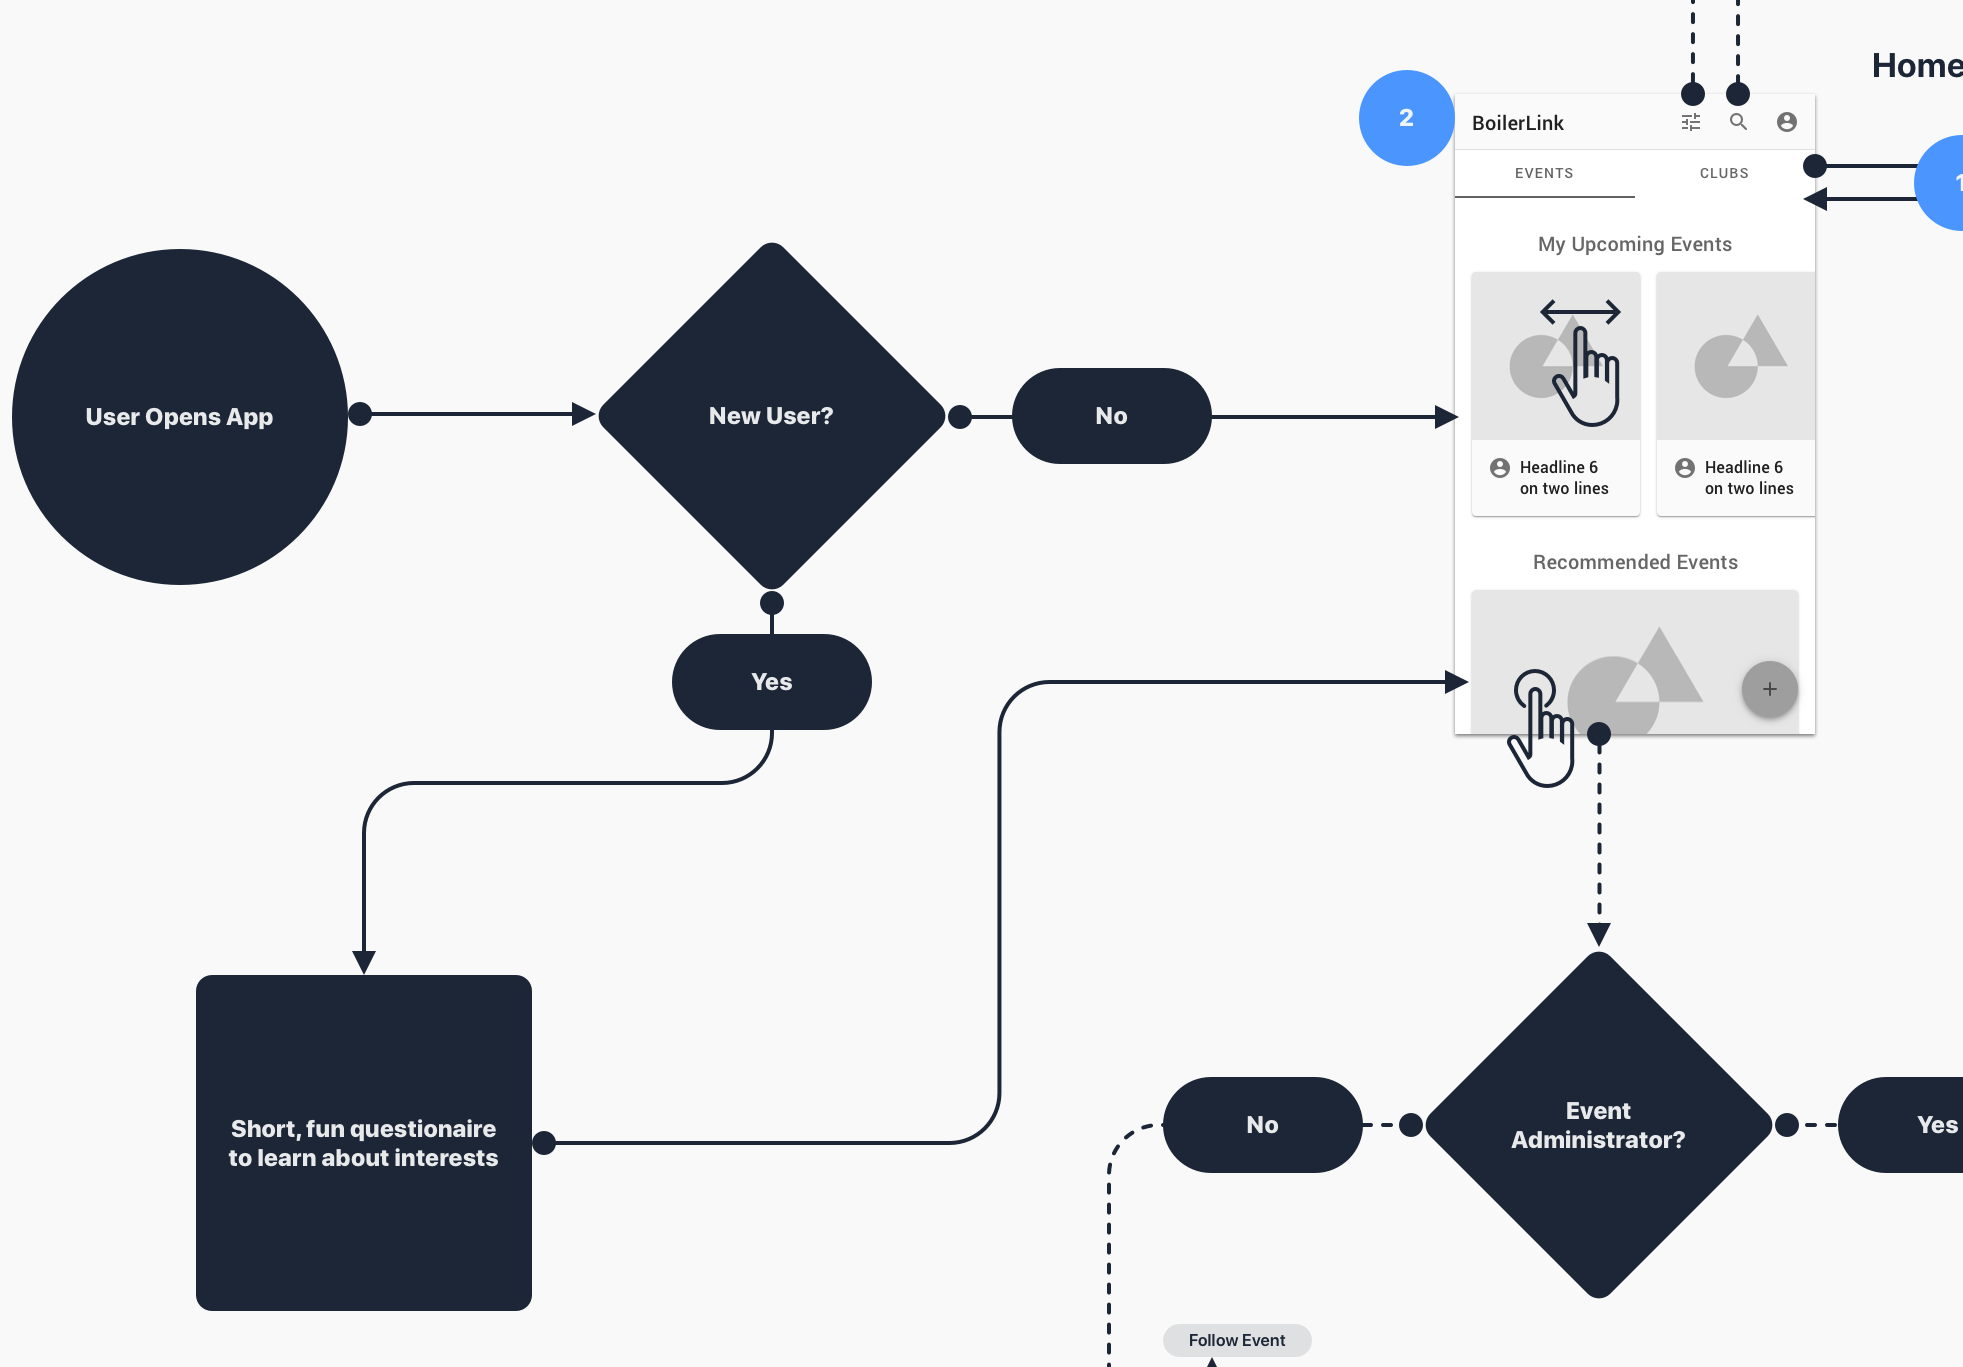 Home
2
BoilerLink
1
EVENTS
CLUBS
My Upcoming Events
User Opens App
New User?
No
Headline 6
on two lines
Headline 6
on two lines
Recommended Events
Yes
+
Short, fun questionaire
to learn about interests
No
Event
Administrator?
Yes
Follow Event